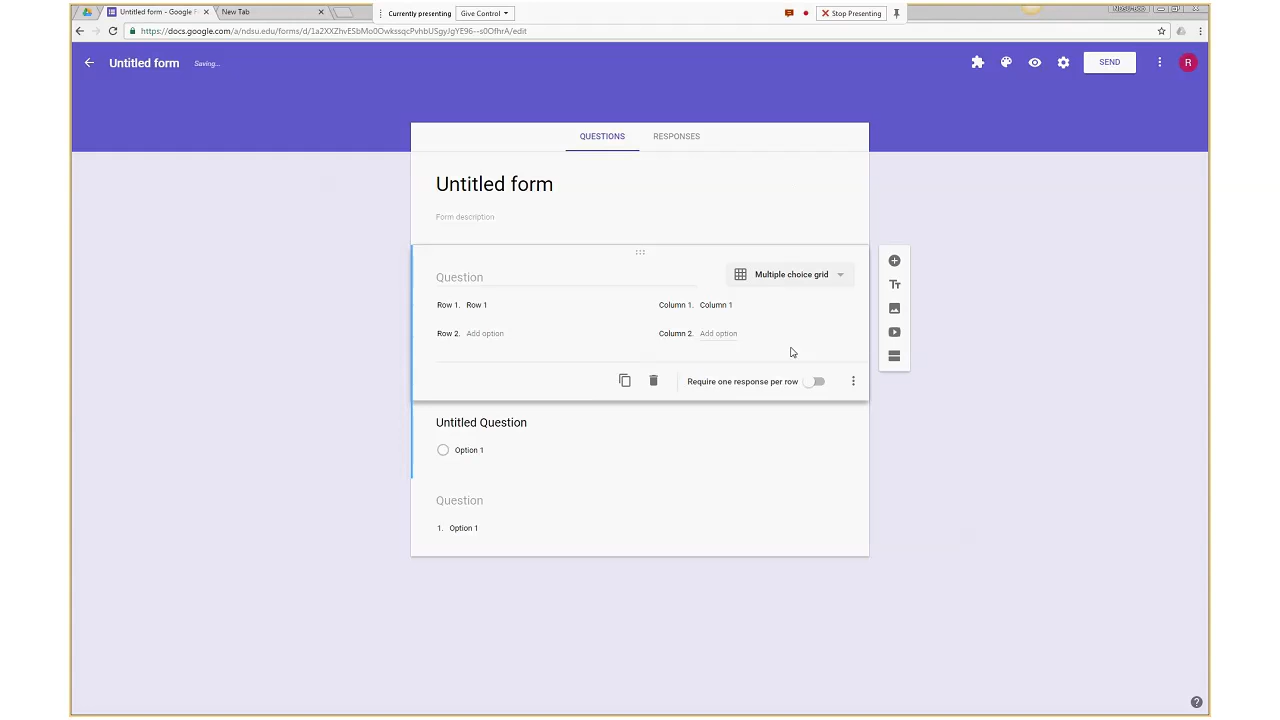 Untitled form - Google F
New Tab
Currently presenting
Give Control
Stop Presenting
https://docs.google.com/a/ndsu/forms/d/1a2XXZhvESbMo0OwkssqcPvhbUSgyJgYE96--s0OfhrA/edit
Untitled form
Saving...
SEND
R
QUESTIONS
RESPONSES
Untitled form
Form description
Question
Multiple choice grid
Row 1. Row 1
Column 1. Column 1
Row 2. Add option
Column 2. Add option
Require one response per row
Untitled Question
Option 1
Question
1. Option 1